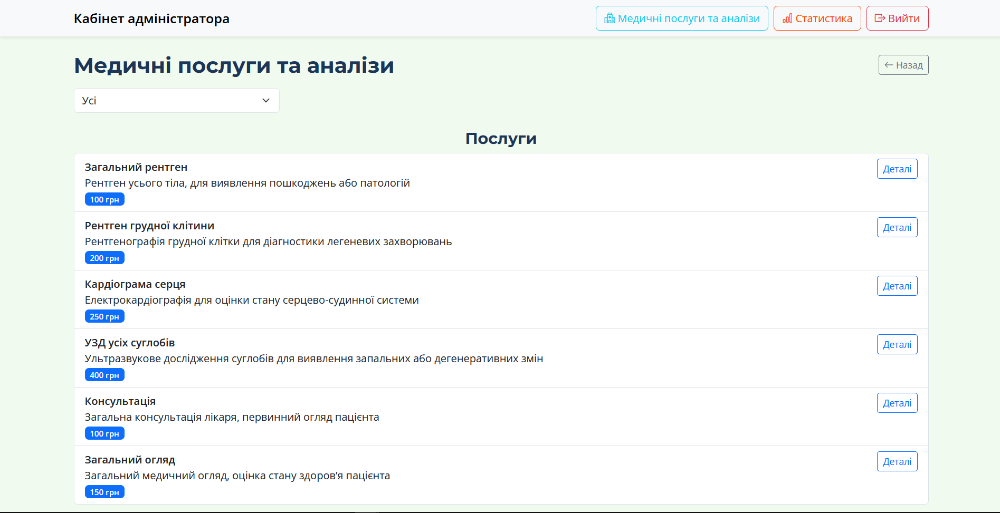 Кабінет адміністратора
Медичні послуги та аналізи
Статистика
Вийти
Медичні послуги та аналізи
← Назад
Усі
Послуги
Загальний рентген
Деталі
Рентген усього тіла, для виявлення пошкоджень або патологій
100 грн
Рентген грудної клітини
Деталі
Рентгенографія грудної клітки для діагностики легеневих захворювань
200 грн
Кардіограма серця
Деталі
Електрокардіографія для оцінки стану серцево-судинної системи
250 грн
УЗД усіх суглобів
Деталі
Ультразвукове дослідження суглобів для виявлення запальних або дегенеративних змін
400 грн
Консультація
Деталі
Загальна консультація лікаря, первинний огляд пацієнта
100 грн
Загальний огляд
Деталі
Загальний медичний огляд, оцінка стану здоров’я пацієнта
150 грн